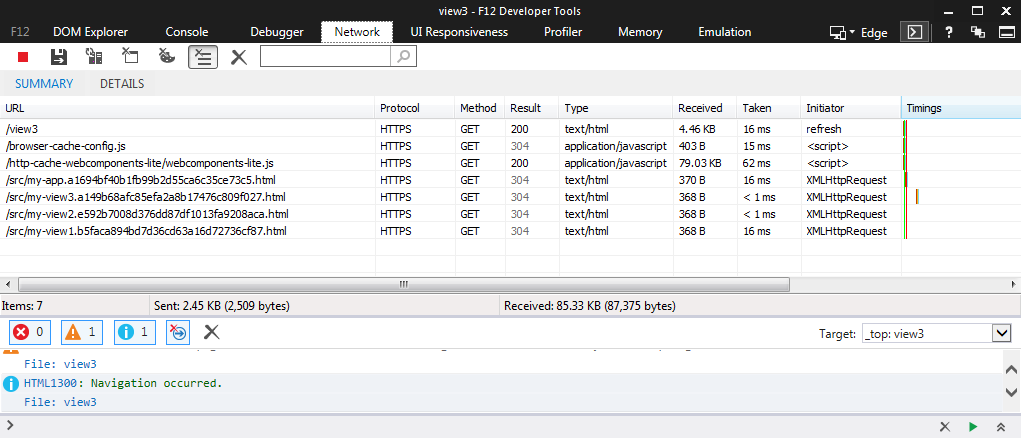 view3 - F12 Developer Tools
F12 DOM Explorer Console Debugger Network UI Responsiveness Profiler Memory Emulation Edge ?
SUMMARY DETAILS
URL Protocol Method Result Type Received Taken Initiator Timings
/view3 HTTPS GET 200 text/html 4.46 KB 16 ms refresh
/browser-cache-config.js HTTPS GET 304 application/javascript 403 B 15 ms <script>
/http-cache-webcomponents-lite/webcomponents-lite.js HTTPS GET 200 application/javascript 79.03 KB 62 ms <script>
/src/my-app.a1694bf40b1fb99b2d55ca6c35ce73c5.html HTTPS GET 304 text/html 370 B 16 ms XMLHttpRequest
/src/my-view3.a149b68afc85efa2a8b17476c809f027.html HTTPS GET 304 text/html 368 B < 1 ms XMLHttpRequest
/src/my-view2.e592b7008d376dd87df1013fa9208aca.html HTTPS GET 304 text/html 368 B < 1 ms XMLHttpRequest
/src/my-view1.b5faca894bd7d36cd63a16d72736cf87.html HTTPS GET 304 text/html 368 B 16 ms XMLHttpRequest
Items: 7 Sent: 2.45 KB (2,509 bytes) Received: 85.33 KB (87,375 bytes)
0 1 1 Target: _top: view3
File: view3
HTML1300: Navigation occurred.
File: view3